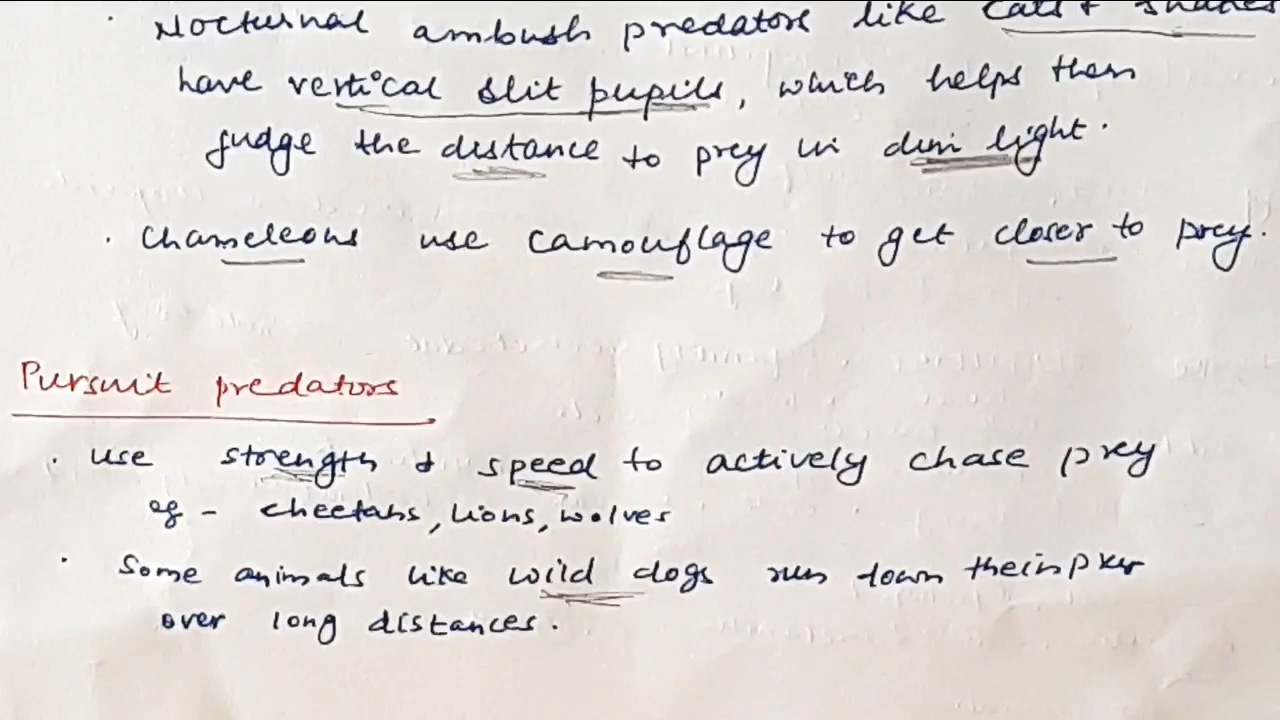 · Nocturnal ambush predators like cats & snakes
have vertical slit pupils, which helps them
judge the distance to prey in dim light.
· Chameleons use camouflage to get closer to prey.
Pursuit predators
· use strength & speed to actively chase prey
eg - cheetahs, lions, wolves
· Some animals like wild dogs run down their prey
over long distances.